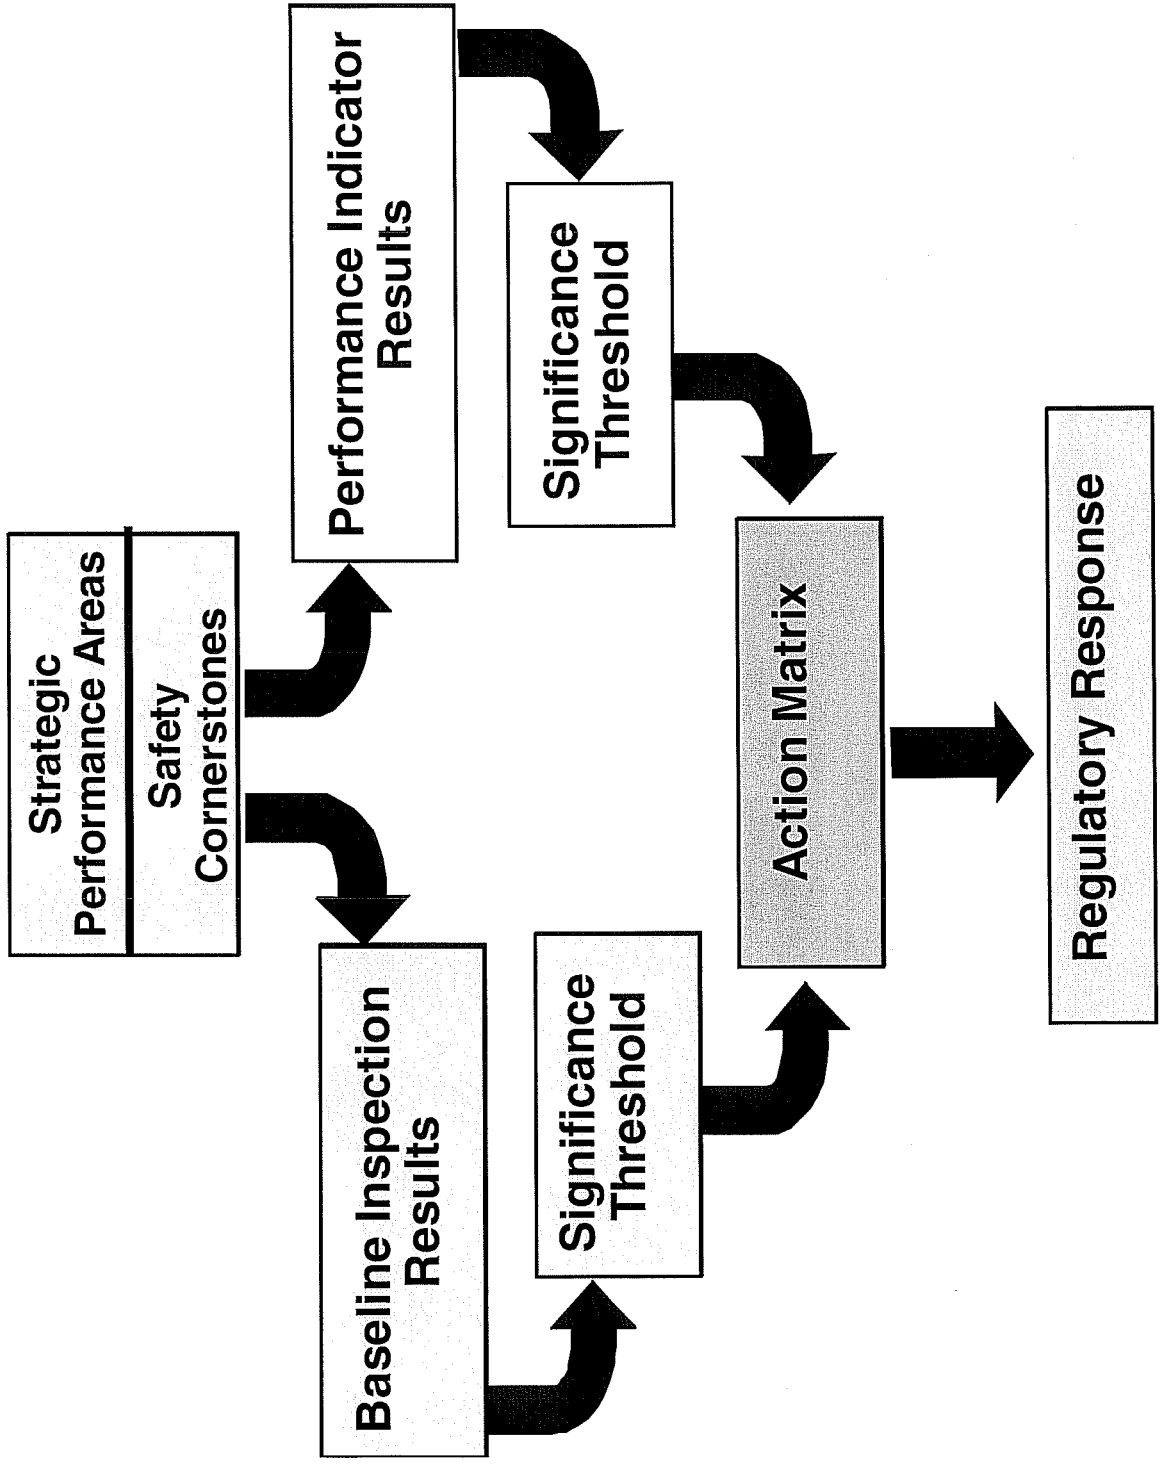 Strategic
Performance Areas
Safety
Cornerstones
Baseline Inspection
Results
Performance Indicator
Results
Significance
Threshold
Significance
Threshold
Action Matrix
Regulatory Response